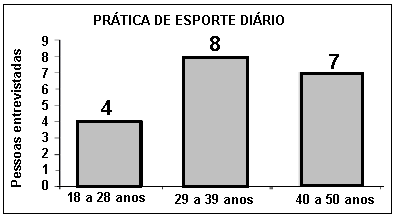 PRÁTICA DE ESPORTE DIÁRIO
Pessoas entrevistadas
9
8
7
6
5
4
3
2
1
0
4
8
7
18 a 28 anos
29 a 39 anos
40 a 50 anos